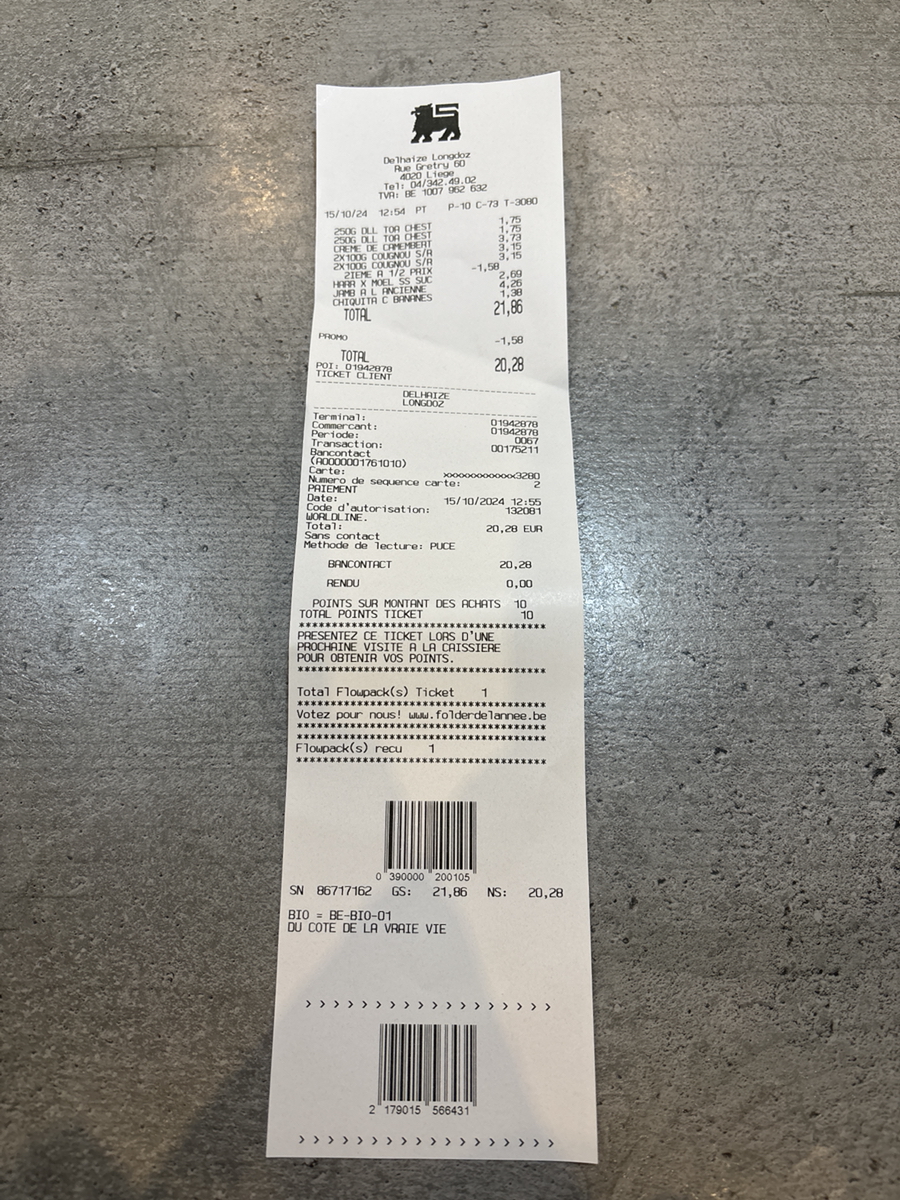 Delhaize Longdoz
Rue Gretry 60
4020 Liege
Tel: 04/342.49.02
TVA: BE 1007 962 632
15/10/24 12:54 PT P-10 C-73 T-3080
250G DLL TOR CHEST 1,75
250G DLL TOR CHEST 1,75
CREME DE CAMEMBERT 3,73
2X100G COUGNOU S/R 3,15
2X100G COUGNOU S/R 3,15
2IEME A 1/2 PRIX -1,58
HARR X MOEL SS SUC 2,69
JAMB A L ANCIENNE 4,26
CHIQUITA C BANANES 1,38
TOTAL 21,86
PROMO -1,58
TOTAL 20,28
POI: 01942878
TICKET CLIENT
DELHAIZE
LONGDOZ
Terminal: 01942878
Commercant: 01942878
Periode: 0067
Transaction: 00175211
Bancontact
(A0000001761010)
Carte: xxxxxxxxxxxxx3280
Numero de sequence carte: 2
PAIEMENT
Date: 15/10/2024 12:55
Code d'autorisation: 132081
WORLDLINE.
Total: 20,28 EUR
Sans contact
Methode de lecture: PUCE
BANCONTACT 20,28
RENDU 0,00
POINTS SUR MONTANT DES ACHATS 10
TOTAL POINTS TICKET 10
*************************************
PRESENTEZ CE TICKET LORS D'UNE
PROCHAINE VISITE A LA CAISSIERE
POUR OBTENIR VOS POINTS.
*************************************
Total Flowpack(s) Ticket 1
*************************************
Votez pour nous! www.folderdelannee.be
*************************************
*************************************
Flowpack(s) recu 1
*************************************
0 390000 200105
SN 86717162 GS: 21,86 NS: 20,28
BIO = BE-BIO-01
DU COTE DE LA VRAIE VIE
> > > > > > > > > > > > > > > > > >
2 179015 566431
> > > > > > > > > > > > > > > > > >